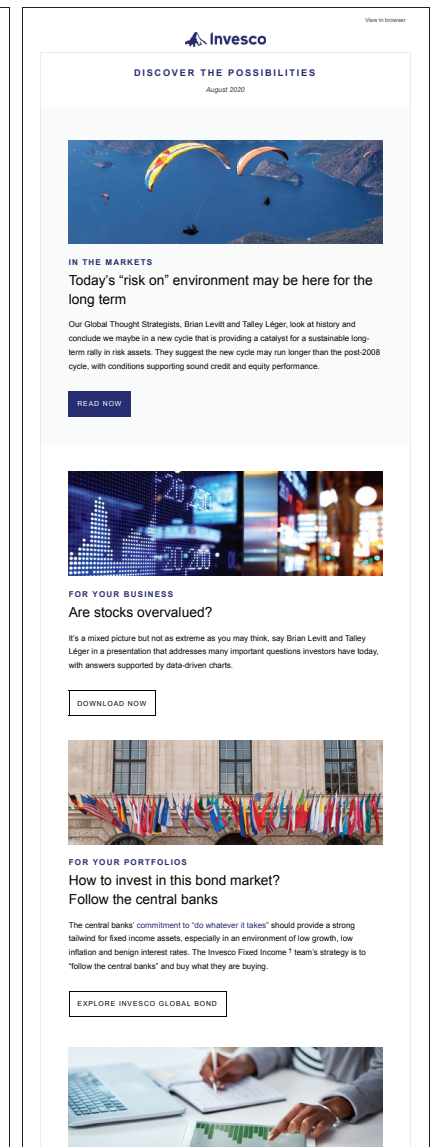 View in browser
Invesco
DISCOVER THE POSSIBILITIES
August 2020
IN THE MARKETS
Today's “risk on” environment may be here for the
long term
Our Global Thought Strategists, Brian Levitt and Talley Léger, look at history and
conclude we maybe in a new cycle that is providing a catalyst for a sustainable long-
term rally in risk assets. They suggest the new cycle may run longer than the post-2008
cycle, with conditions supporting sound credit and equity performance.
READ NOW
FOR YOUR BUSINESS
Are stocks overvalued?
It's a mixed picture but not as extreme as you may think, say Brian Levitt and Talley
Léger in a presentation that addresses many important questions investors have today,
with answers supported by data-driven charts.
DOWNLOAD NOW
FOR YOUR PORTFOLIOS
How to invest in this bond market?
Follow the central banks
The central banks' commitment to “do whatever it takes” should provide a strong
tailwind for fixed income assets, especially in an environment of low growth, low
inflation and benign interest rates. The Invesco Fixed Income † team's strategy is to
“follow the central banks” and buy what they are buying.
EXPLORE INVESCO GLOBAL BOND